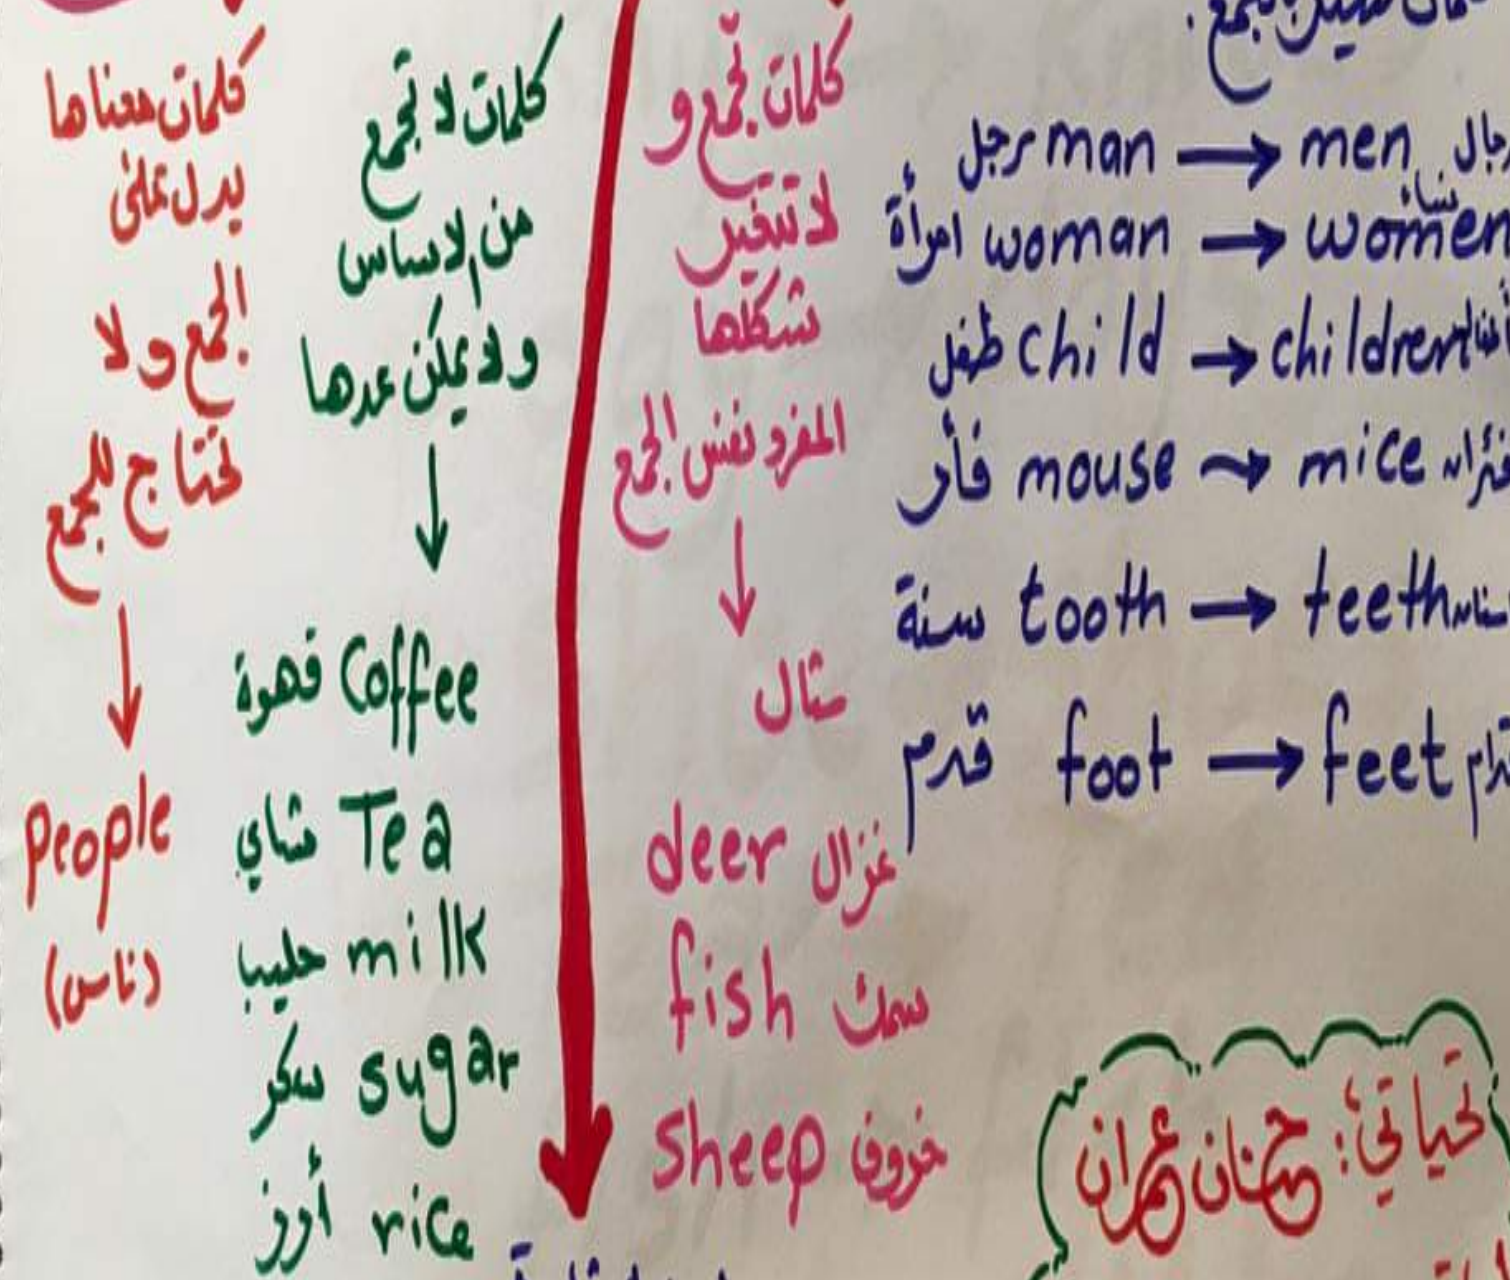 رجل man → men رجال
امرأة woman → women نساء
طفل child → children
فأر mouse → mice
سنة tooth → teeth
قدم foot → feet
كلمات تجمع و
لا تتغير
شكلها
المفرد نفس الجمع
↓
مثال
deer غزال
fish سمك
sheep خروف
كلمات لا تجمع
من لاساس
ولا يمكن عدها
↓
قهوة Coffee
شاي Tea
حليب milk
سكر sugar
أرز rice
كلمات معناها
يدل على
الجمع ولا
تحتاج للجمع
↓
People
(ناس)
تحياتي: حنان عمران